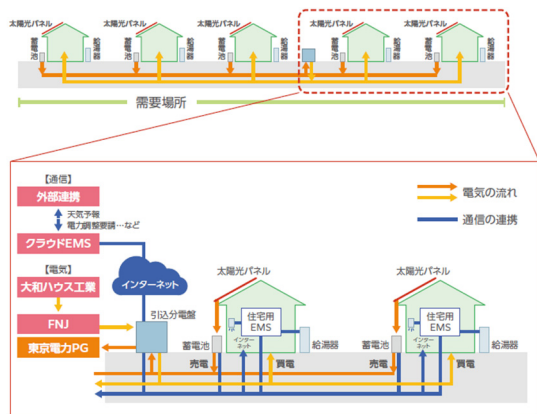 太陽光パネル 太陽光パネル 太陽光パネル 太陽光パネル 太陽光パネル
蓄電池 給湯器 蓄電池 給湯器 蓄電池 給湯器 蓄電池 給湯器 蓄電池 給湯器
需要場所
【通信】
外部連携
天気予報
電力調整要請…など
クラウドEMS
【電気】
大和ハウス工業
FNJ
東京電力PG
インターネット
引込分電盤
電気の流れ
通信の連携
太陽光パネル
住宅用
EMS
インター
ネット
蓄電池
給湯器
売電
買電
太陽光パネル
住宅用
EMS
インター
ネット
蓄電池
給湯器
売電
買電